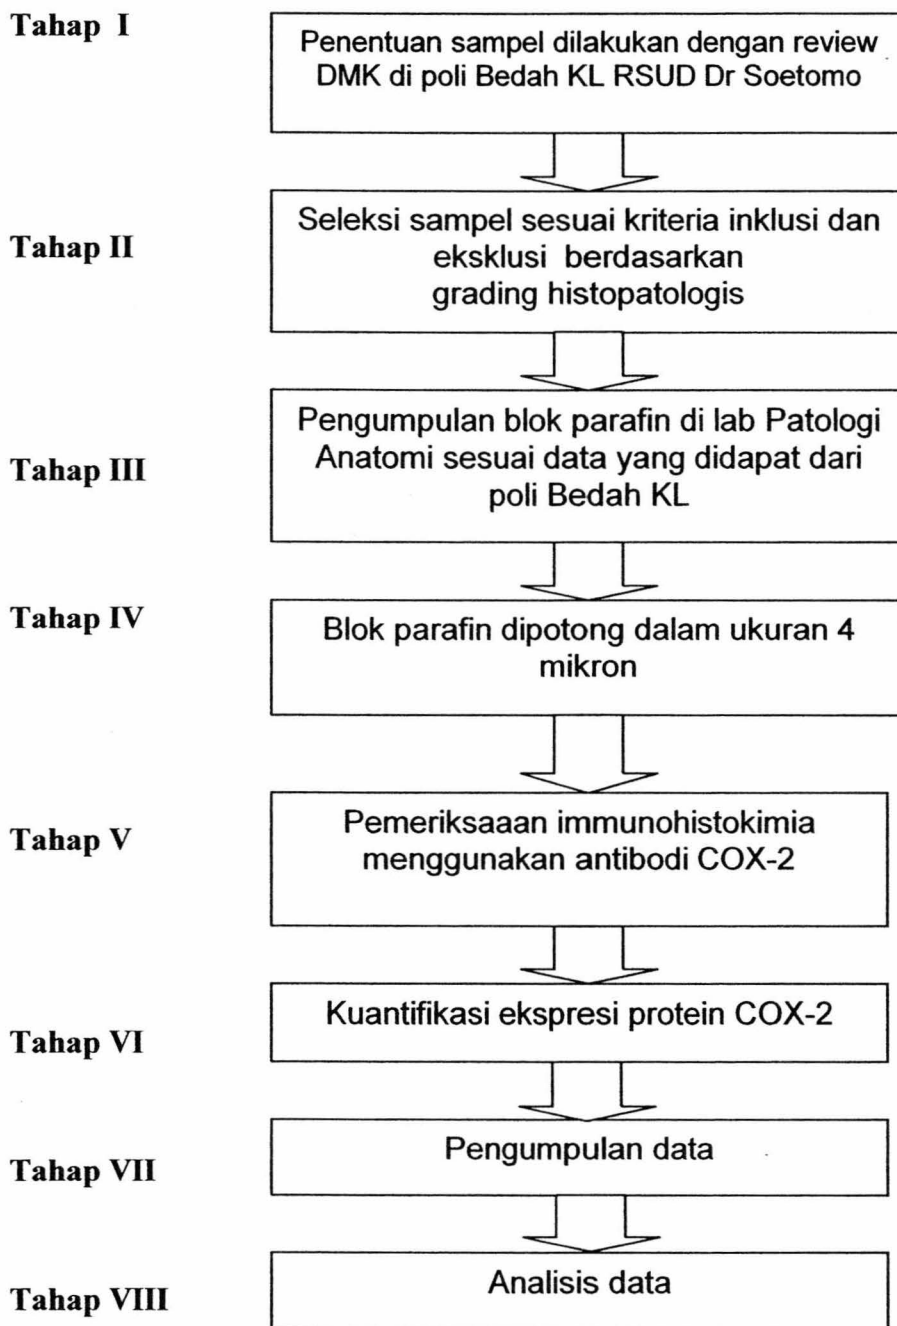 Tahap I
Penentuan sampel dilakukan dengan review
DMK di poli Bedah KL RSUD Dr Soetomo
Tahap II
Seleksi sampel sesuai kriteria inklusi dan
eksklusi berdasarkan
grading histopatologis
Tahap III
Pengumpulan blok parafin di lab Patologi
Anatomi sesuai data yang didapat dari
poli Bedah KL
Tahap IV
Blok parafin dipotong dalam ukuran 4
mikron
Tahap V
Pemeriksaaan immunohistokimia
menggunakan antibodi COX-2
Tahap VI
Kuantifikasi ekspresi protein COX-2
Tahap VII
Pengumpulan data
Tahap VIII
Analisis data